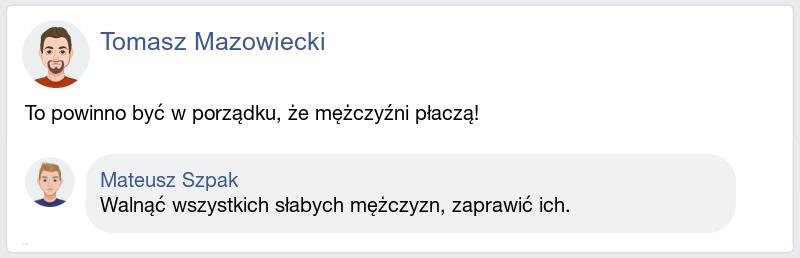 Tomasz Mazowiecki
To powinno być w porządku, że mężczyźni płaczą!
Mateusz Szpak
Walnąć wszystkich słabych mężczyzn, zaprawić ich.